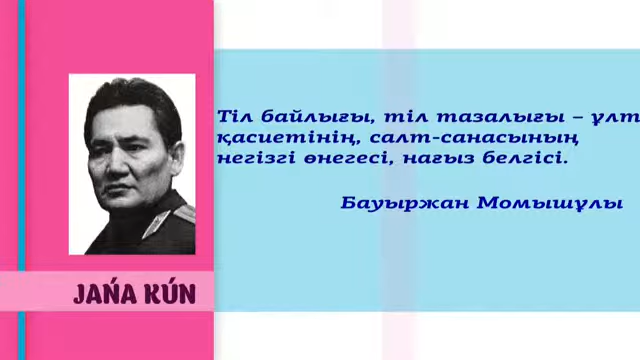 Тіл байлығы, тіл тазалығы – ұлт
қасиетінің, салт-санасының
негізгі өнегесі, нағыз белгісі.
Бауыржан Момышұлы
JAŃA KÚN